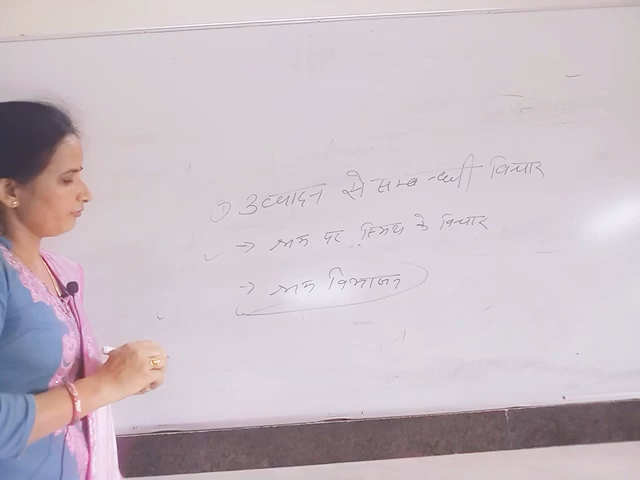 ① उत्पादन से सम्बन्धी विचार
→ श्रम पर स्मिथ के विचार
→ श्रम विभाजन